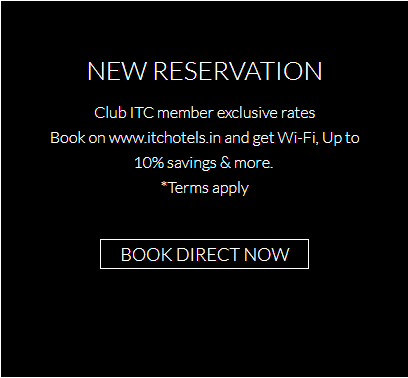 NEW RESERVATION
Club ITC member exclusive rates
Book on www.itchotels.in and get Wi-Fi, Up to
10% savings & more.
*Terms apply
BOOK DIRECT NOW